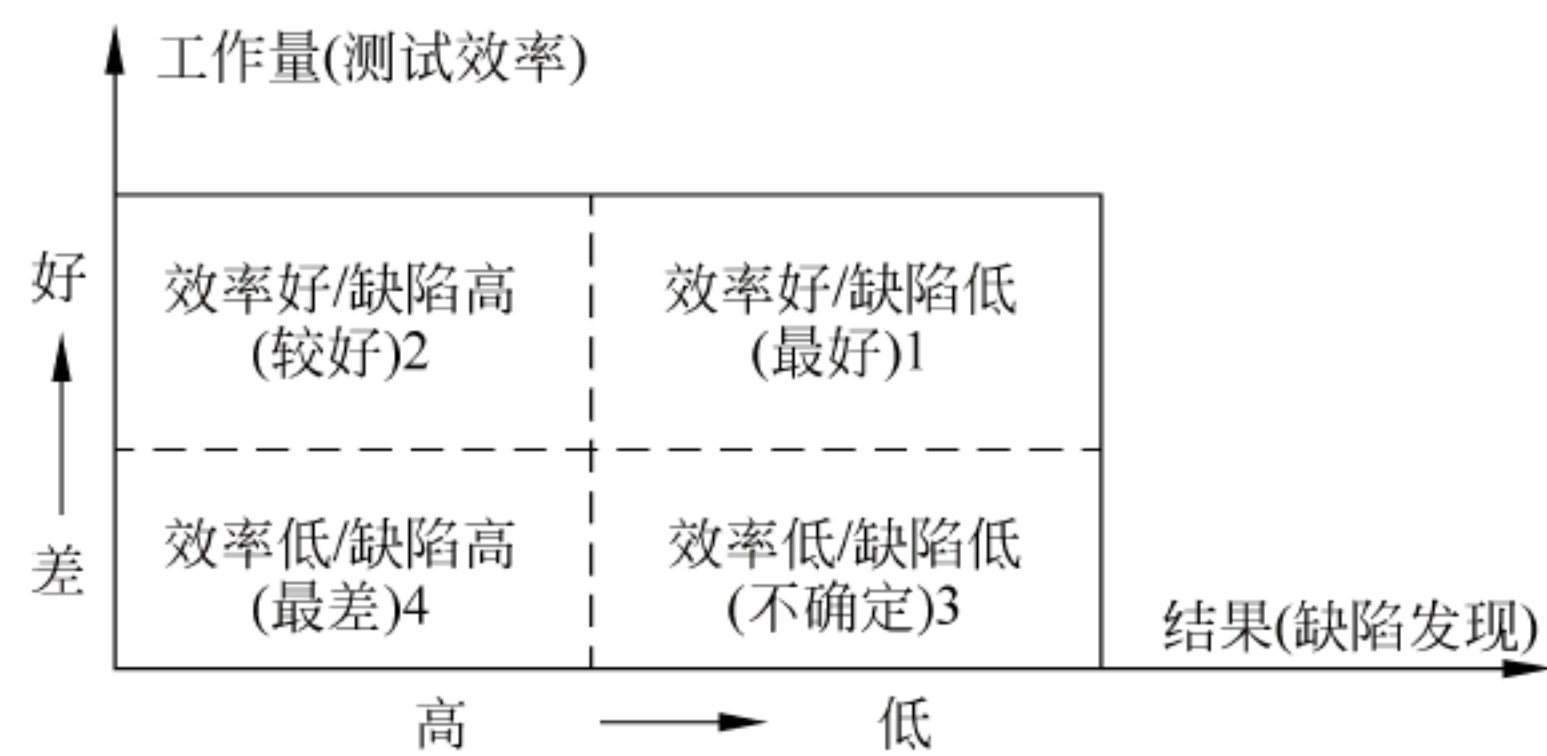 工作量(测试效率)
好
效率好/缺陷高
(较好)2
效率好/缺陷低
(最好)1
差
效率低/缺陷高
(最差)4
效率低/缺陷低
(不确定)3
结果(缺陷发现)
高
低